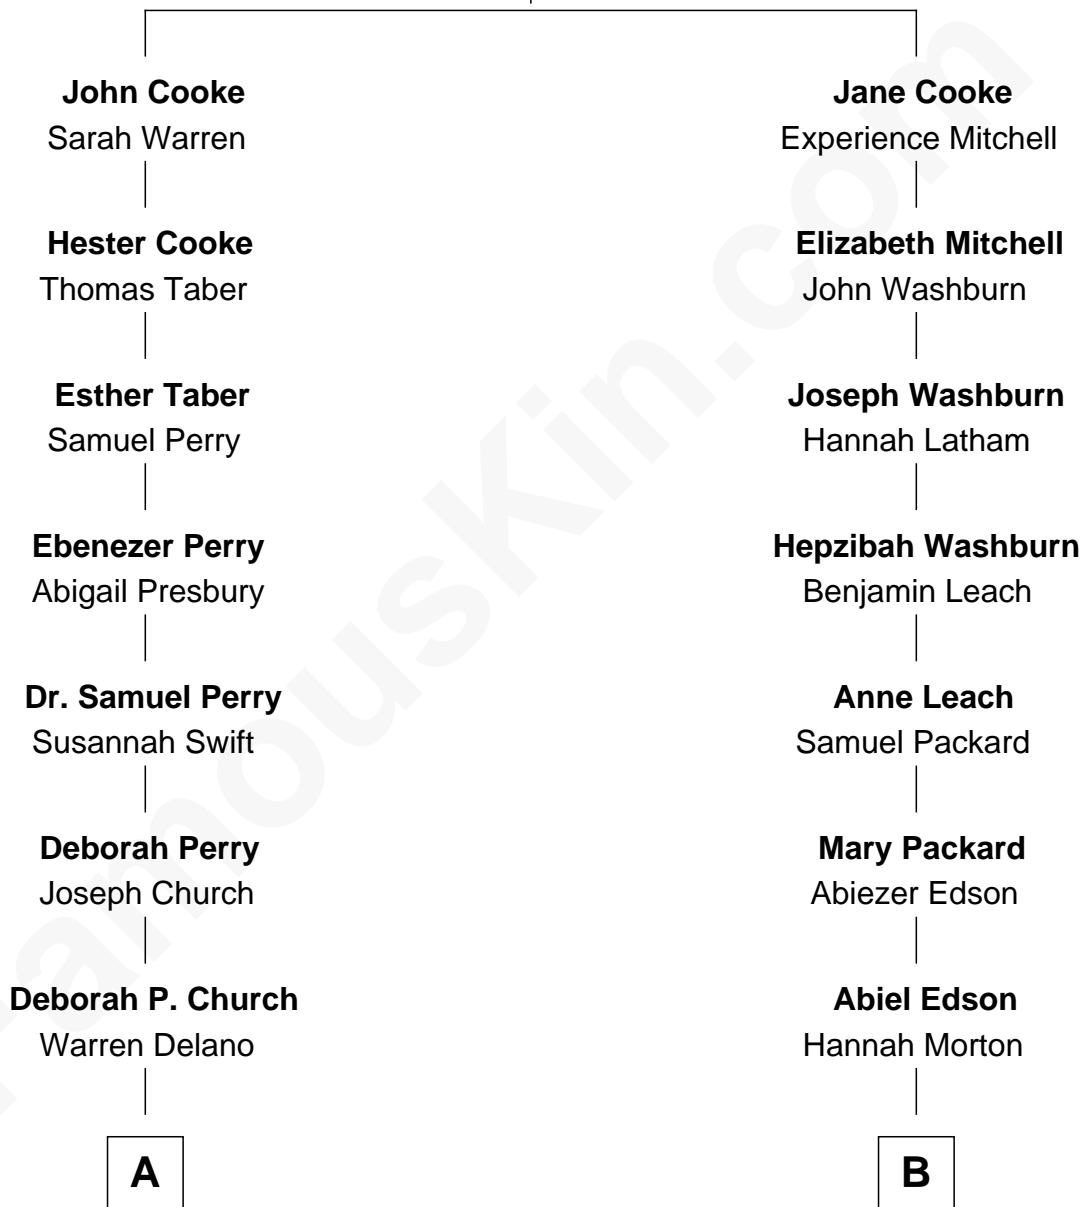 John Cooke
Sarah Warren
Hester Cooke
Thomas Taber
Esther Taber
Samuel Perry
Ebenezer Perry
Abigail Presbury
Dr. Samuel Perry
Susannah Swift
Deborah Perry
Joseph Church
Deborah P. Church
Warren Delano
A
Jane Cooke
Experience Mitchell
Elizabeth Mitchell
John Washburn
Joseph Washburn
Hannah Latham
Hepzibah Washburn
Benjamin Leach
Anne Leach
Samuel Packard
Mary Packard
Abiezer Edson
Abiel Edson
Hannah Morton
B
FamousKin.com